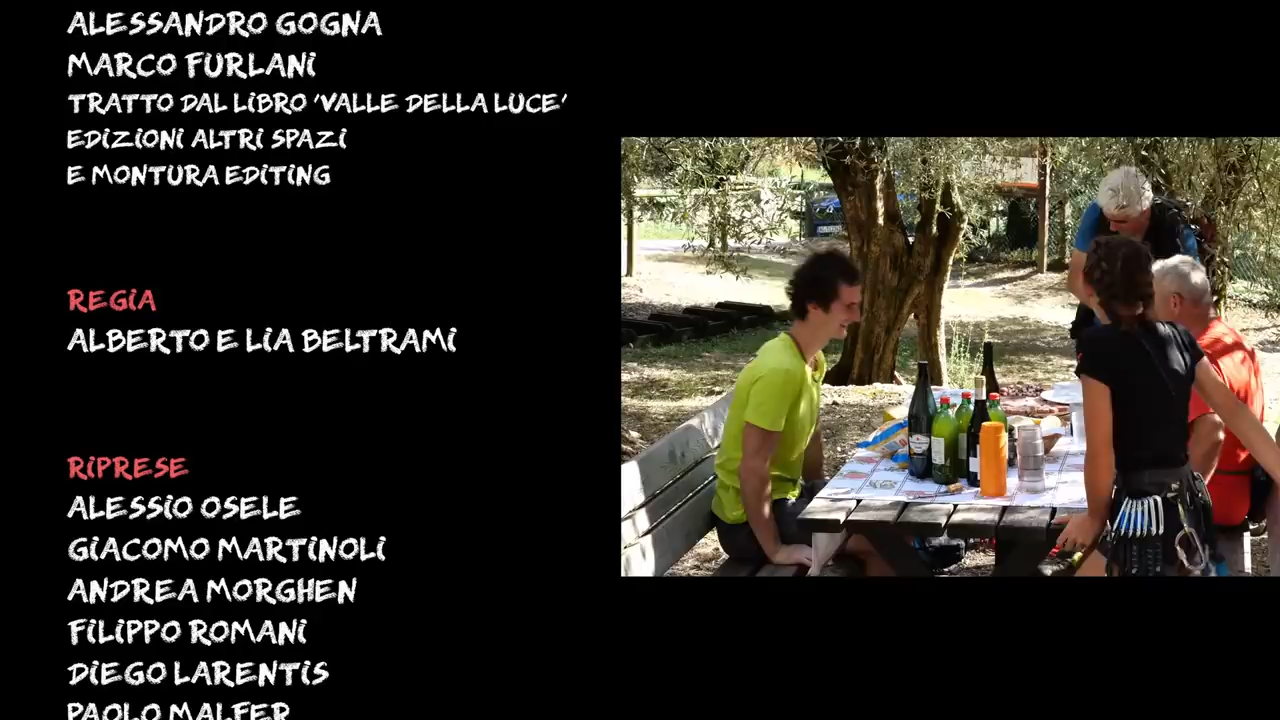 ALESSANDRO GOGNA
MARCO FURLANI
TRATTO DAL LIBRO 'VALLE DELLA LUCE'
EDIZIONI ALTRI SPAZI
E MONTURA EDITING
REGIA
ALBERTO E LIA BELTRAMI
RIPRESE
ALESSIO OSELE
GIACOMO MARTINOLI
ANDREA MORGHEN
FILIPPO ROMANI
DIEGO LARENTIS
PAOLO MALFER